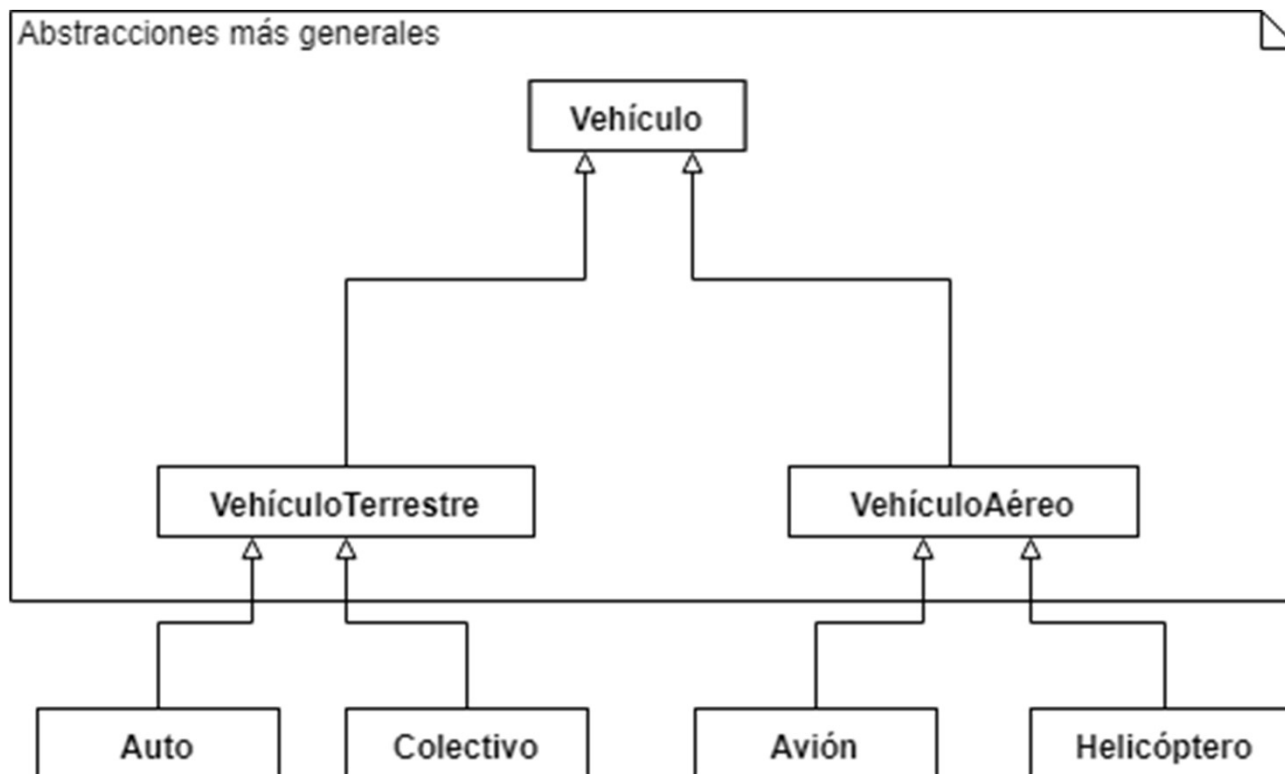 Abstracciones más generales
Vehículo
VehículoTerrestre
VehículoAéreo
Auto
Colectivo
Avión
Helicóptero